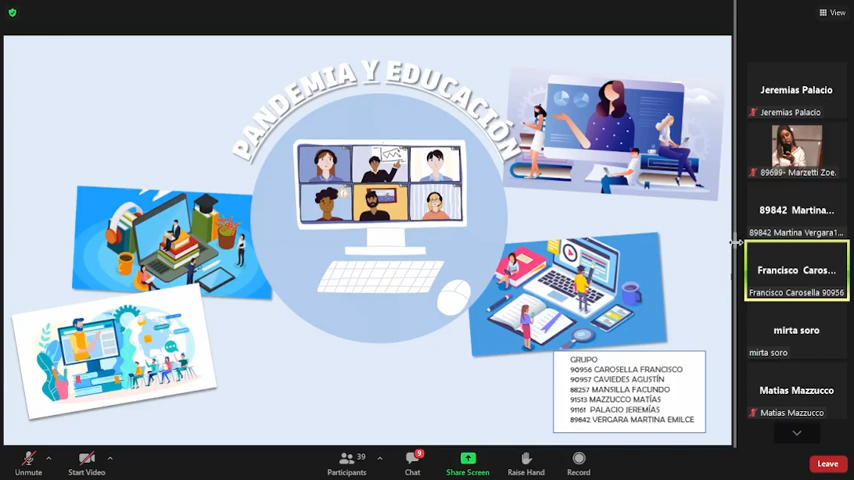 View
PANDEMIA Y EDUCACIÓN
GRUPO
90956 CAROSELLA FRANCISCO
90957 CAVIEDES AGUSTÍN
88257 MANSILLA FACUNDO
91513 MAZZUCCO MATÍAS
91161 PALACIO JEREMÍAS
89842 VERGARA MARTINA EMILCE
Jeremias Palacio
Jeremias Palacio
89699- Marzetti Zoe.
89842 Martina...
89842 Martina Vergara1...
Francisco Caros...
Francisco Carosella 90956
mirta soro
mirta soro
Matias Mazzucco
Matias Mazzucco
Unmute
Start Video
39
Participants
9
Chat
Share Screen
Raise Hand
Record
Leave